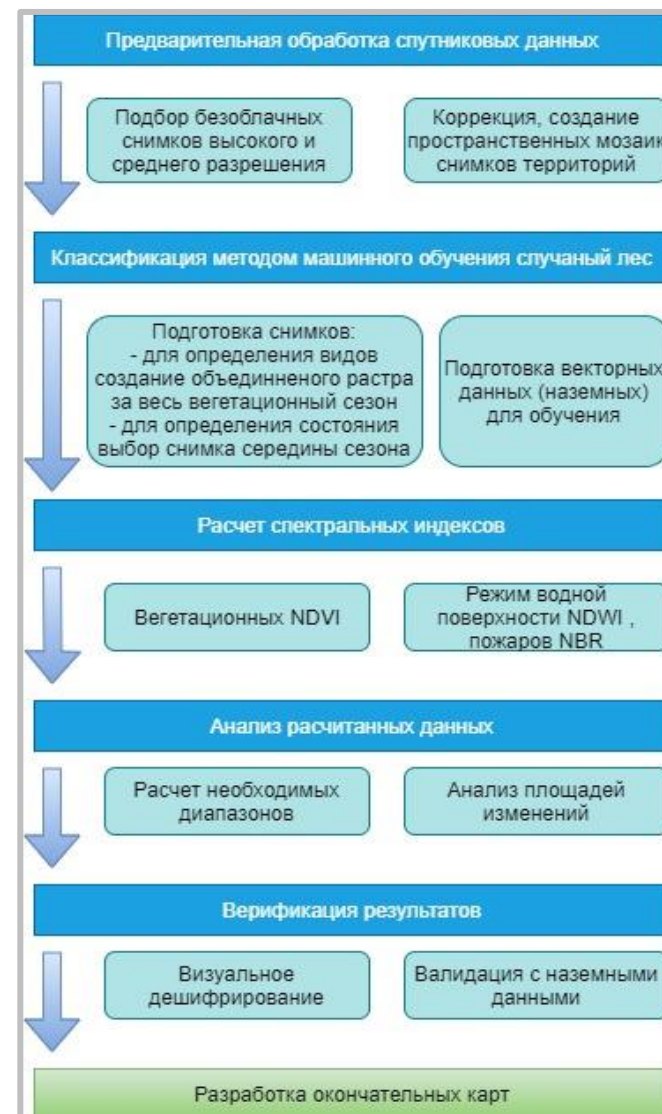 Предварительная обработка спутниковых данных
Подбор безоблачных
снимков высокого и
среднего разрешения
Коррекция, создание
пространственных мозаик
снимков территорий
Классификация методом машинного обучения случаный лес
Подготовка снимков:
- для определения видов
создание объединненого растра
за весь вегетационный сезон
- для определения состояния
выбор снимка середины сезона
Подготовка векторных
данных (наземных)
для обучения
Расчет спектральных индексов
Вегетационных NDVI
Режим водной
поверхности NDWI ,
пожаров NBR
Анализ расчитанных данных
Расчет необходимых
диапазонов
Анализ площадей
изменений
Верификация результатов
Визуальное
дешифрирование
Валидация с наземными
данными
Разработка окончательных карт